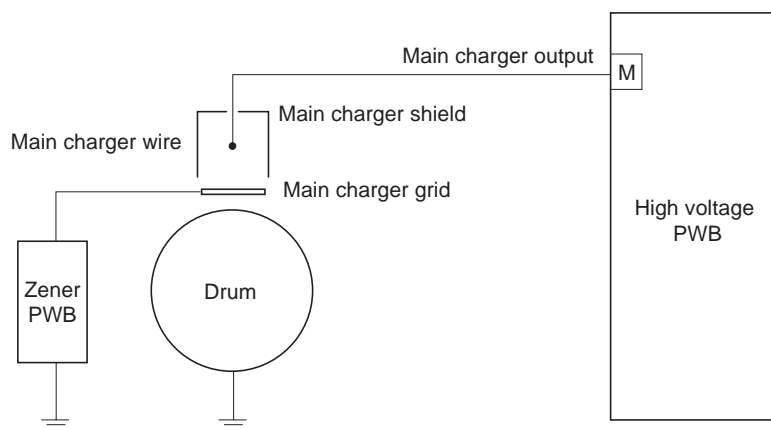 Main charger output
M
Main charger shield
Main charger wire
Main charger grid
High voltage
PWB
Zener
PWB
Drum